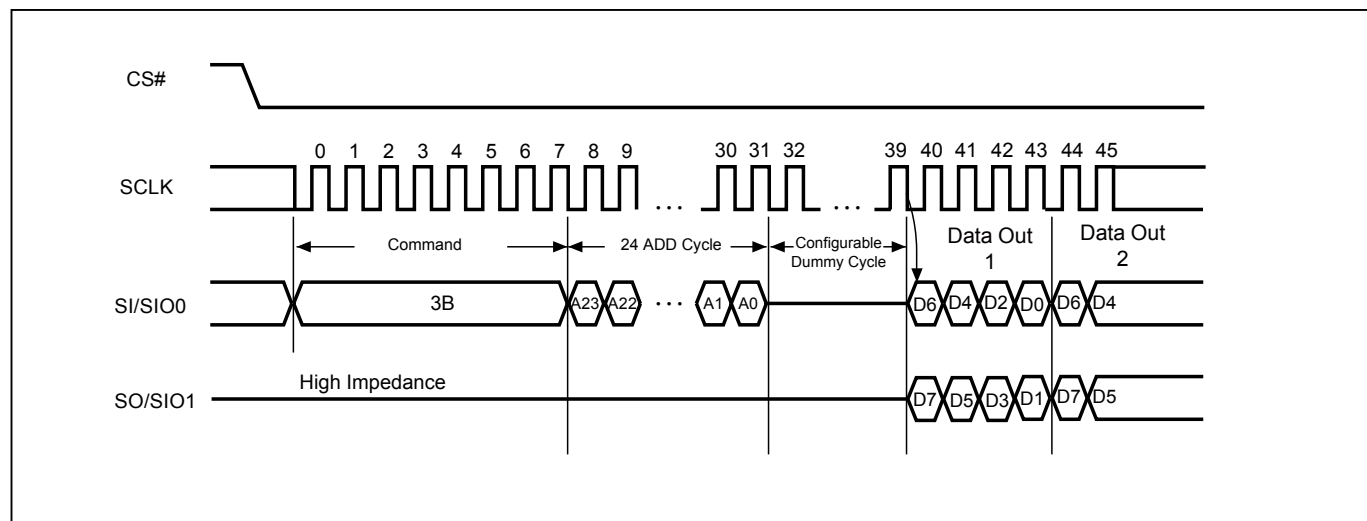 CS#
0 1 2 3 4 5 6 7 8 9 30 31 32 39 40 41 42 43 44 45
SCLK
... ...
Command 24 ADD Cycle Configurable Dummy Cycle Data Out 1 Data Out 2
SI/SIO0 3B A23 A22 ... A1 A0 D6 D4 D2 D0 D6 D4
High Impedance
SO/SIO1 D7 D5 D3 D1 D7 D5